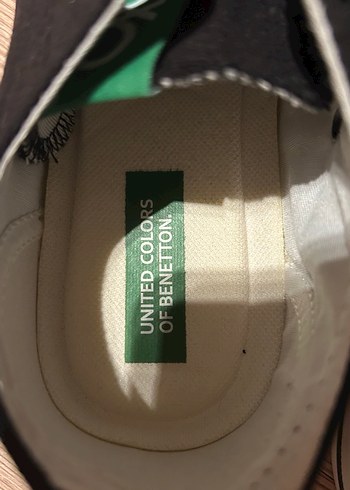 UNITED COLORS
OF BENETTON.